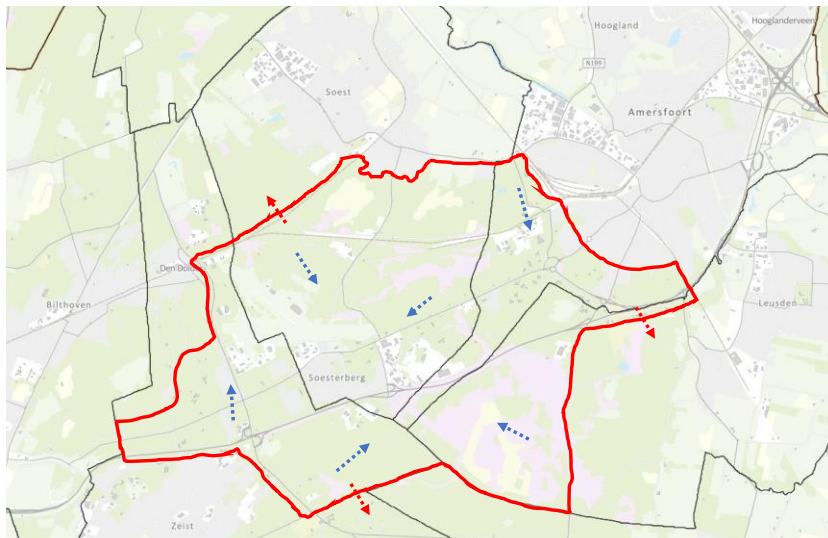 Hoogland
Hooglanderveen
N199
Soest
Amersfoort
Den Dolder
Bilthoven
Leusden
Soesterberg
Zeist